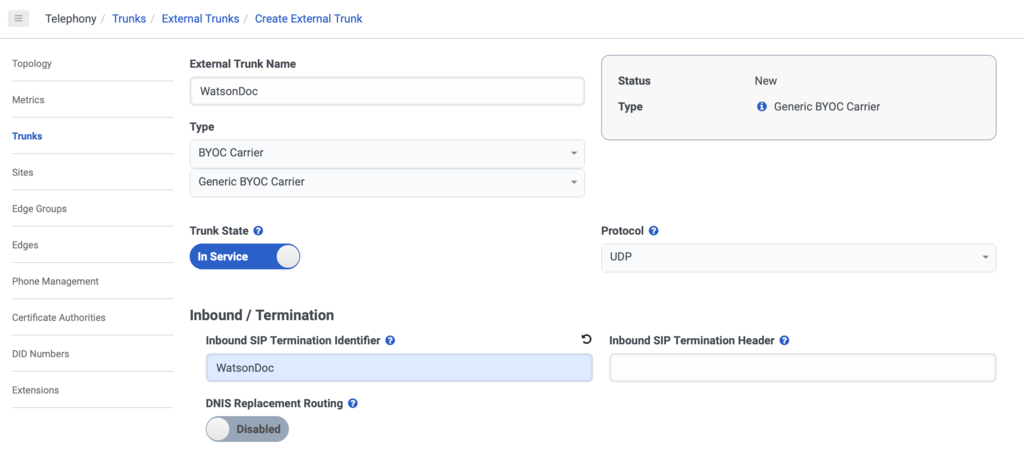 Telephony / Trunks / External Trunks / Create External Trunk
Topology
Metrics
Trunks
Sites
Edge Groups
Edges
Phone Management
Certificate Authorities
DID Numbers
Extensions
External Trunk Name
WatsonDoc
Type
BYOC Carrier
Generic BYOC Carrier
Status New
Type Generic BYOC Carrier
Trunk State
In Service
Protocol
UDP
Inbound / Termination
Inbound SIP Termination Identifier
WatsonDoc
Inbound SIP Termination Header
DNIS Replacement Routing
Disabled